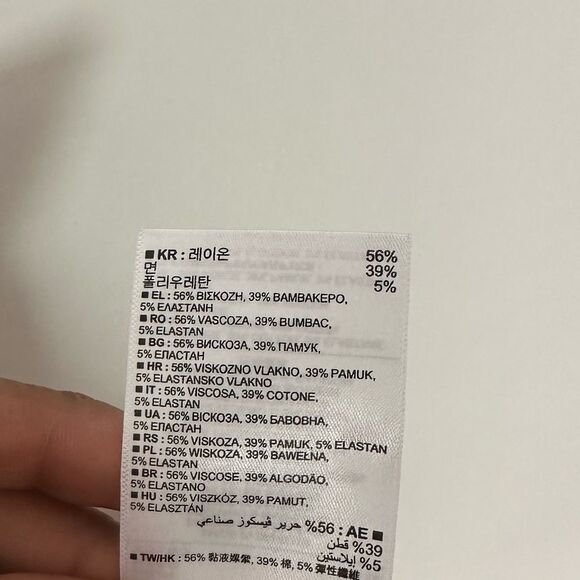 ■ KR : 레이온 56%
면 39%
폴리우레탄 5%
■ EL : 56% ΒΙΣΚΟΖΗ, 39% ΒΑΜΒΑΚΕΡΟ,
5% ΕΛΑΣΤΑΝΗ
■ RO : 56% VASCOZA, 39% BUMBAC,
5% ELASTAN
■ BG : 56% ВИСКОЗА, 39% ПАМУК,
5% ЕЛАСТАН
■ HR : 56% VISKOZNO VLAKNO, 39% PAMUK,
5% ELASTANSKO VLAKNO
■ IT : 56% VISCOSA, 39% COTONE,
5% ELASTAN
■ UA : 56% ВІСКОЗА, 39% БАВОВНА,
5% ЕЛАСТАН
■ RS : 56% VISKOZA, 39% PAMUK, 5% ELASTAN
■ PL : 56% WISKOZA, 39% BAWEŁNA,
5% ELASTAN
■ BR : 56% VISCOSE, 39% ALGODÃO,
5% ELASTANO
■ HU : 56% VISZKÓZ, 39% PAMUT,
5% ELASZTÁN
■ AE : 56% حرير ڤيسكوز صناعي
39% قطن
5% إيلاستين
■ TW/HK : 56% 黏液嫘縈, 39% 棉, 5% 彈性纖維